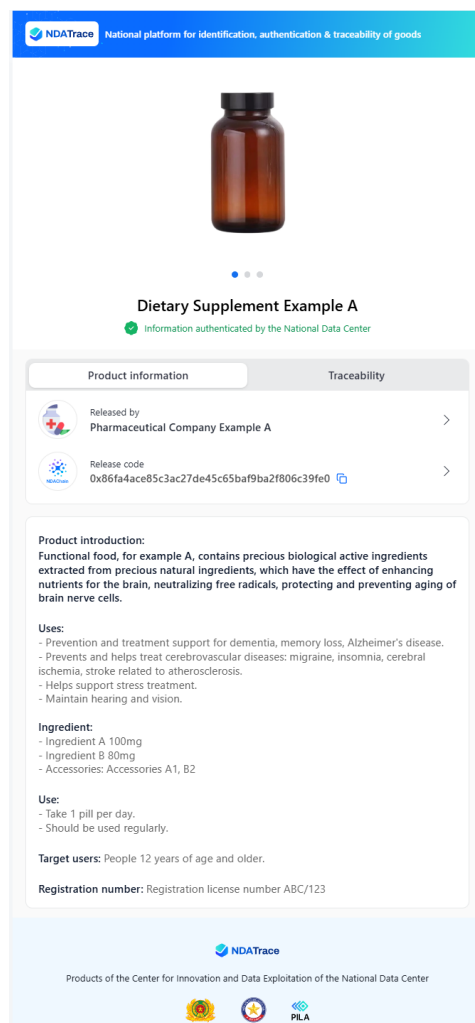 NDATrace
National platform for identification, authentication & traceability of goods
Dietary Supplement Example A
Information authenticated by the National Data Center
Product information
Traceability
Released by
Pharmaceutical Company Example A
NDAChain
Release code
0x86fa4ace85c3ac27de45c65baf9ba2f806c39fe0
Product introduction:
Functional food, for example A, contains precious biological active ingredients
extracted from precious natural ingredients, which have the effect of enhancing
nutrients for the brain, neutralizing free radicals, protecting and preventing aging of
brain nerve cells.
Uses:
- Prevention and treatment support for dementia, memory loss, Alzheimer's disease.
- Prevents and helps treat cerebrovascular diseases: migraine, insomnia, cerebral
ischemia, stroke related to atherosclerosis.
- Helps support stress treatment.
- Maintain hearing and vision.
Ingredient:
- Ingredient A 100mg
- Ingredient B 80mg
- Accessories: Accessories A1, B2
Use:
- Take 1 pill per day.
- Should be used regularly.
Target users: People 12 years of age and older.
Registration number: Registration license number ABC/123
NDATrace
Products of the Center for Innovation and Data Exploitation of the National Data Center
PILA